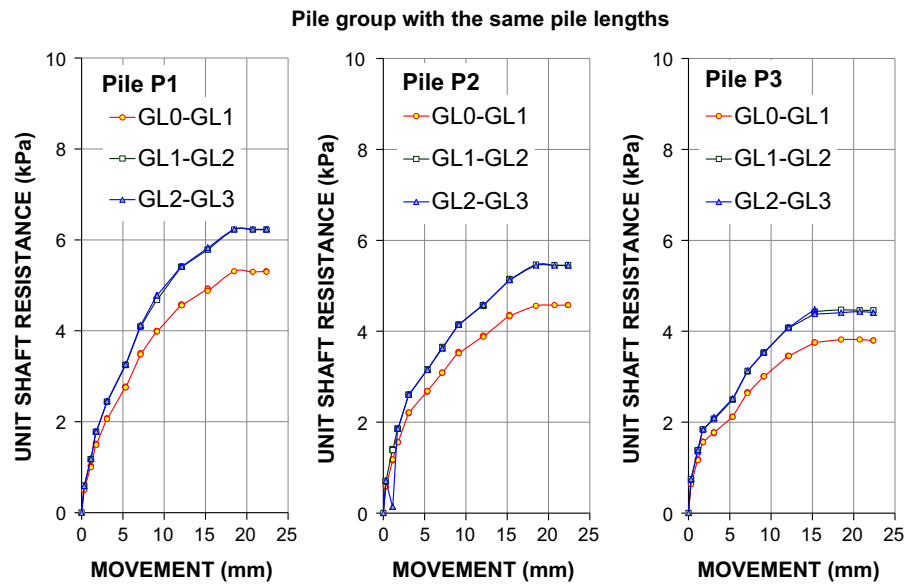 Pile group with the same pile lengths
UNIT SHAFT RESISTANCE (kPa)
10
8
6
4
2
0
Pile P1
GL0-GL1
GL1-GL2
GL2-GL3
0 5 10 15 20 25
MOVEMENT (mm)
UNIT SHAFT RESISTANCE (kPa)
10
8
6
4
2
0
Pile P2
GL0-GL1
GL1-GL2
GL2-GL3
0 5 10 15 20 25
MOVEMENT (mm)
UNIT SHAFT RESISTANCE (kPa)
10
8
6
4
2
0
Pile P3
GL0-GL1
GL1-GL2
GL2-GL3
0 5 10 15 20 25
MOVEMENT (mm)